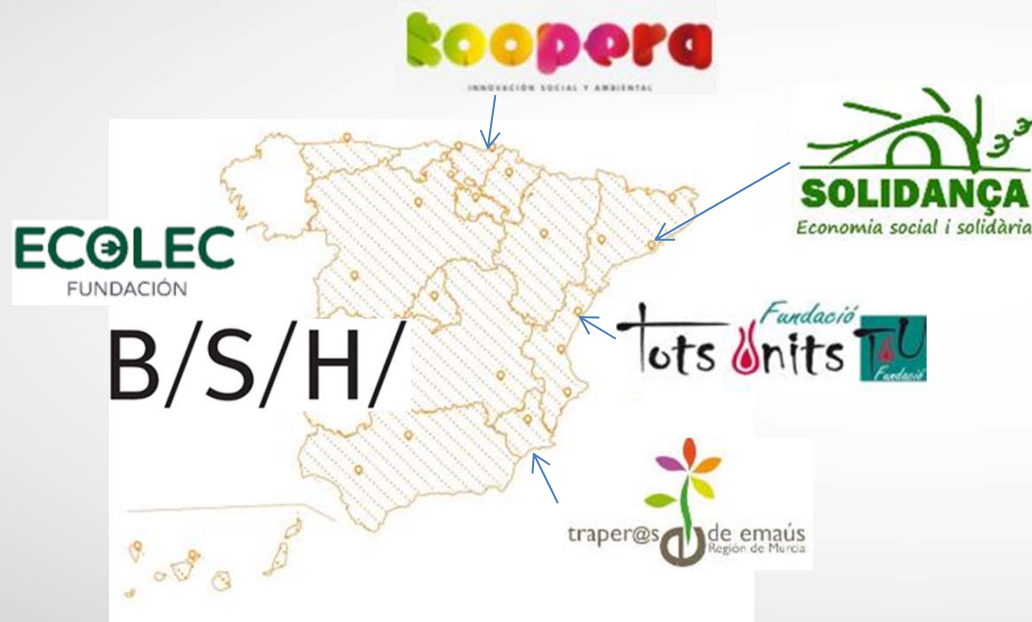 koopera
INNOVACIÓN SOCIAL Y AMBIENTAL
SOLIDANÇA
Economia social i solidària
ECOLEC
FUNDACIÓN
B/S/H/
Fundació
tots units
TU
Fundació
traper@s de emaús
Región de Murcia